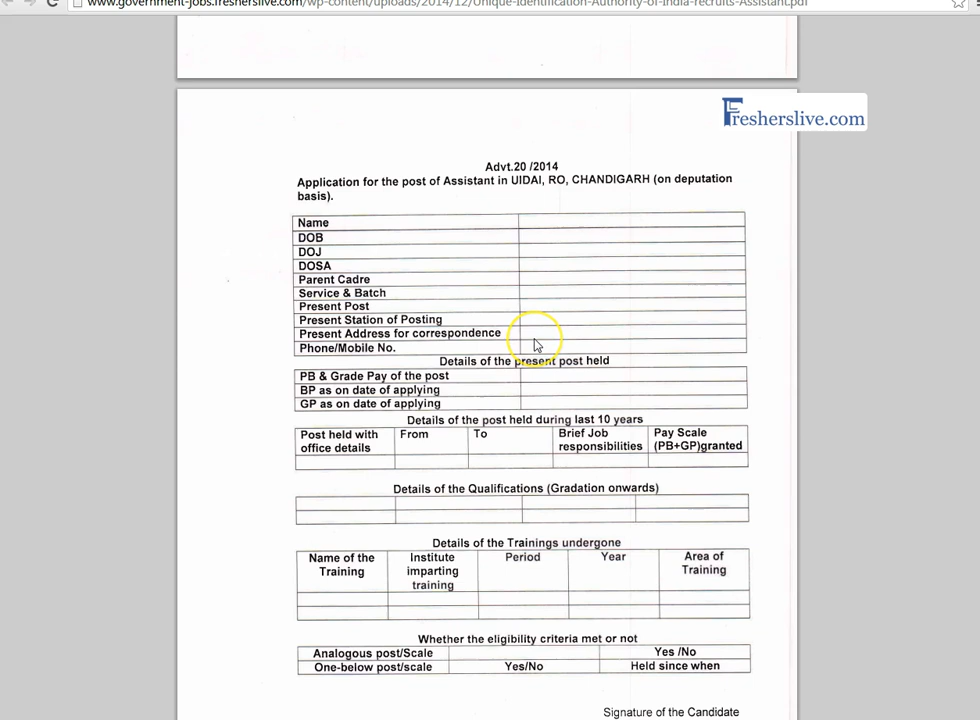 www.government-jobs.fresherslive.com/wp-content/uploads/2014/12/Unique-Identification-Authority-of-India-recruits-Assistant.pdf
Fresherslive.com
Advt.20 /2014
Application for the post of Assistant in UIDAI, RO, CHANDIGARH (on deputation
basis).
Name
DOB
DOJ
DOSA
Parent Cadre
Service & Batch
Present Post
Present Station of Posting
Present Address for correspondence
Phone/Mobile No.
Details of the present post held
PB & Grade Pay of the post
BP as on date of applying
GP as on date of applying
Details of the post held during last 10 years
Post held with From To Brief Job Pay Scale
office details responsibilities (PB+GP)granted
Details of the Qualifications (Gradation onwards)
Details of the Trainings undergone
Name of the Institute Period Year Area of
Training imparting Training
training
Whether the eligibility criteria met or not
Analogous post/Scale Yes /No
One-below post/scale Yes/No Held since when
Signature of the Candidate